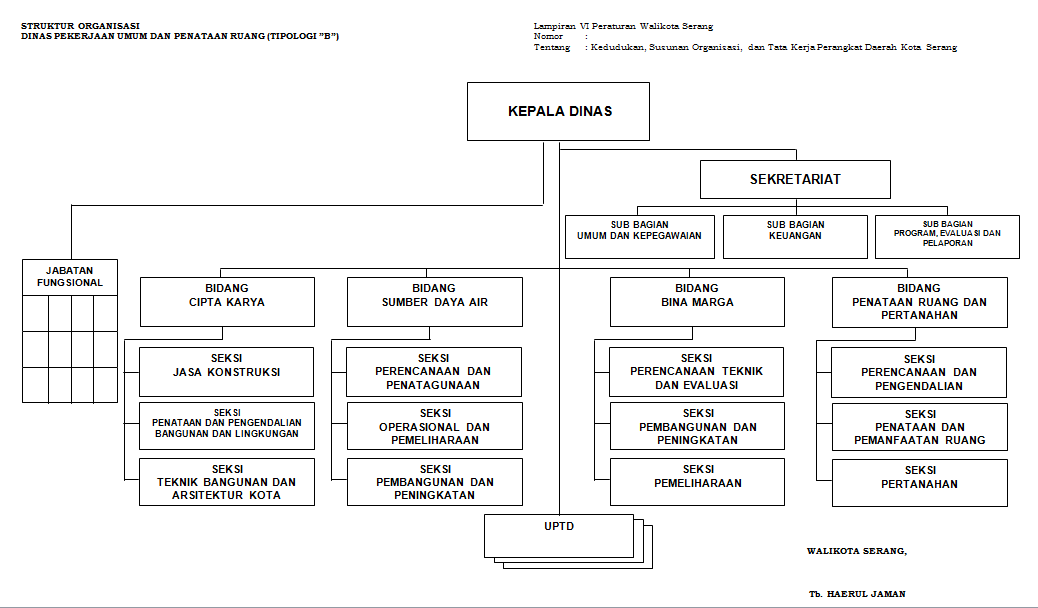 STRUKTUR ORGANISASI
DINAS PEKERJAAN UMUM DAN PENATAAN RUANG (TIPOLOGI "B")
Lampiran VI Peraturan Walikota Serang
Nomor :
Tentang : Kedudukan, Susunan Organisasi, dan Tata Kerja Perangkat Daerah Kota Serang
KEPALA DINAS
SEKRETARIAT
SUB BAGIAN
UMUM DAN KEPEGAWAIAN
SUB BAGIAN
KEUANGAN
SUB BAGIAN
PROGRAM, EVALUASI DAN
PELAPORAN
JABATAN
FUNGSIONAL
BIDANG
CIPTA KARYA
SEKSI
JASA KONSTRUKSI
SEKSI
PENATAAN DAN PENGENDALIAN
BANGUNAN DAN LINGKUNGAN
SEKSI
TEKNIK BANGUNAN DAN
ARSITEKTUR KOTA
BIDANG
SUMBER DAYA AIR
SEKSI
PERENCANAAN DAN
PENATAGUNAAN
SEKSI
OPERASIONAL DAN
PEMELIHARAAN
SEKSI
PEMBANGUNAN DAN
PENINGKATAN
BIDANG
BINA MARGA
SEKSI
PERENCANAAN TEKNIK
DAN EVALUASI
SEKSI
PEMBANGUNAN DAN
PENINGKATAN
SEKSI
PEMELIHARAAN
BIDANG
PENATAAN RUANG DAN
PERTANAHAN
SEKSI
PERENCANAAN DAN
PENGENDALIAN
SEKSI
PENATAAN DAN
PEMANFAATAN RUANG
SEKSI
PERTANAHAN
UPTD
WALIKOTA SERANG,
Tb. HAERUL JAMAN